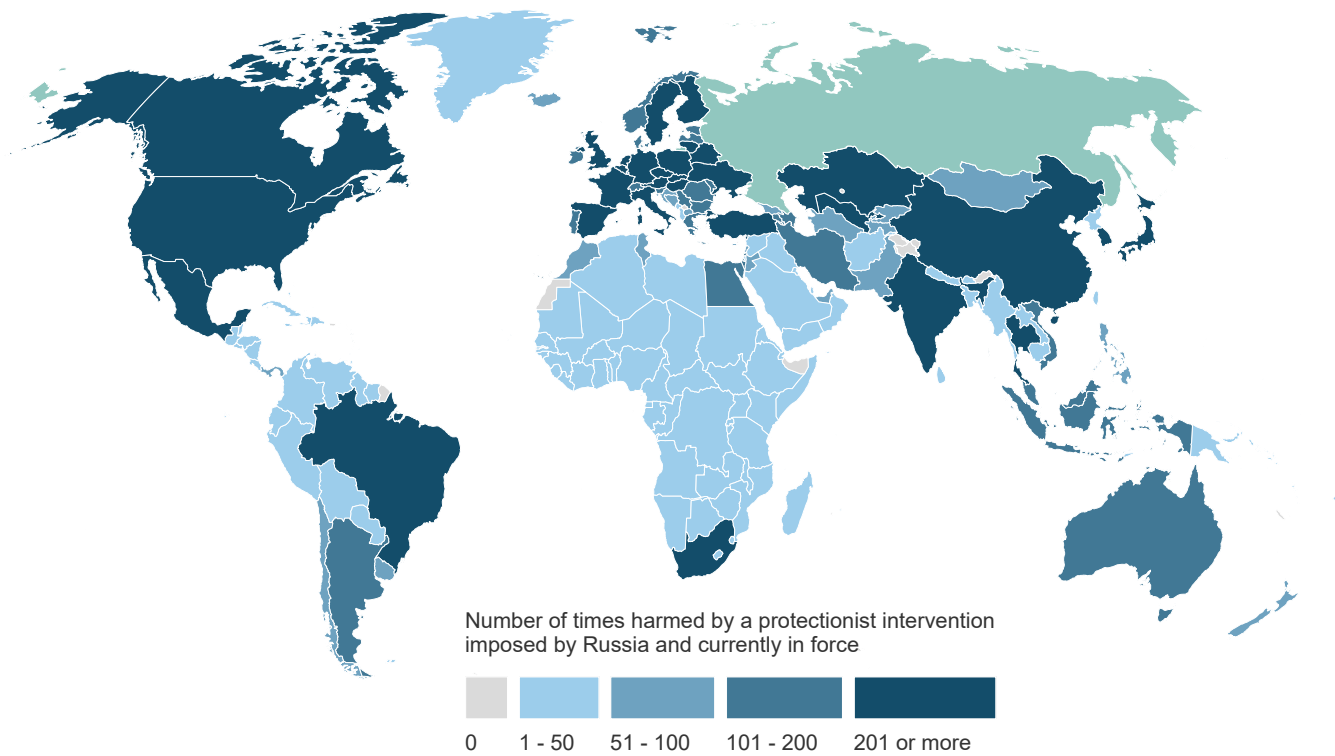 Number of times harmed by a protectionist intervention
imposed by Russia and currently in force
0 1 - 50 51 - 100 101 - 200 201 or more